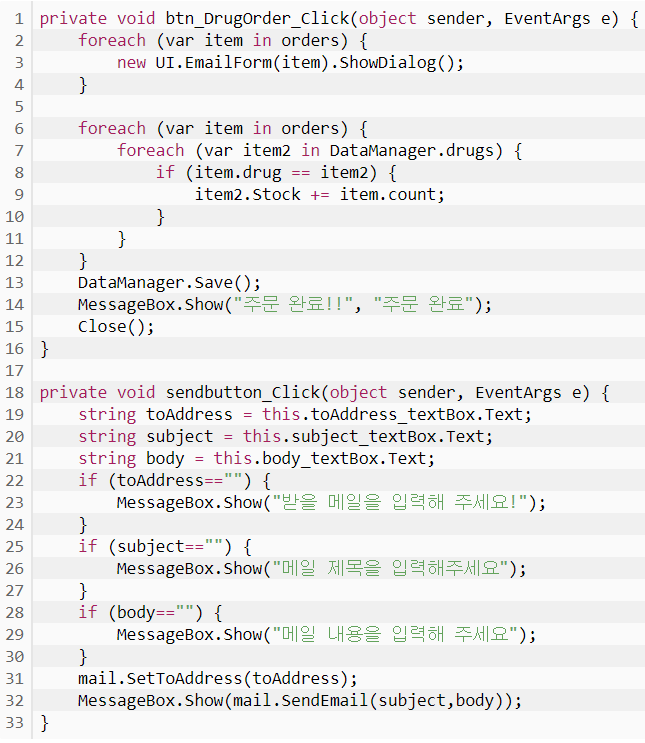 1 private void btn_DrugOrder_Click(object sender, EventArgs e) {
2     foreach (var item in orders) {
3         new UI.EmailForm(item).ShowDialog();
4     }
5
6     foreach (var item in orders) {
7         foreach (var item2 in DataManager.drugs) {
8             if (item.drug == item2) {
9                 item2.Stock += item.count;
10             }
11         }
12     }
13     DataManager.Save();
14     MessageBox.Show("주문 완료!!", "주문 완료");
15     Close();
16 }
17
18 private void sendbutton_Click(object sender, EventArgs e) {
19     string toAddress = this.toAddress_textBox.Text;
20     string subject = this.subject_textBox.Text;
21     string body = this.body_textBox.Text;
22     if (toAddress=="") {
23         MessageBox.Show("받을 메일을 입력해 주세요!");
24     }
25     if (subject=="") {
26         MessageBox.Show("메일 제목을 입력해주세요");
27     }
28     if (body=="") {
29         MessageBox.Show("메일 내용을 입력해 주세요");
30     }
31     mail.SetToAddress(toAddress);
32     MessageBox.Show(mail.SendEmail(subject,body));
33 }